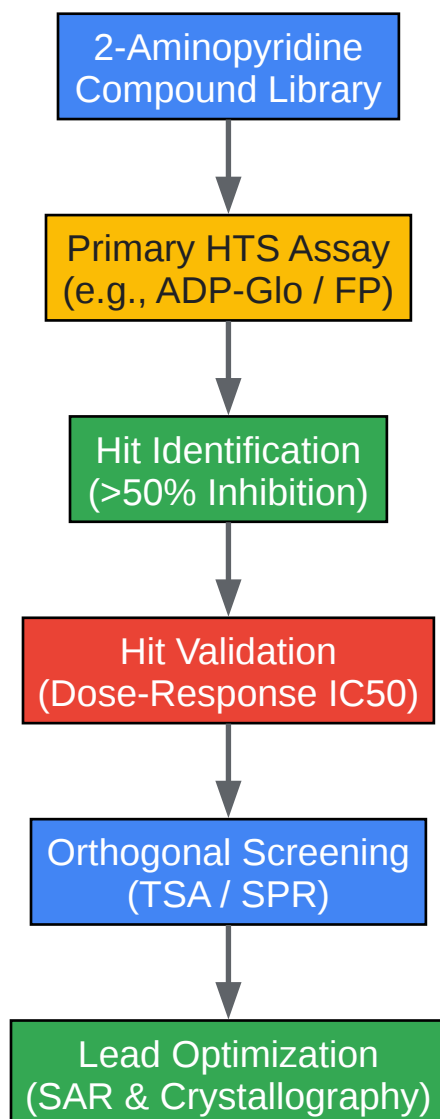 2-Aminopyridine
Compound Library
Primary HTS Assay
(e.g., ADP-Glo / FP)
Hit Identification
(>50% Inhibition)
Hit Validation
(Dose-Response IC50)
Orthogonal Screening
(TSA / SPR)
Lead Optimization
(SAR & Crystallography)